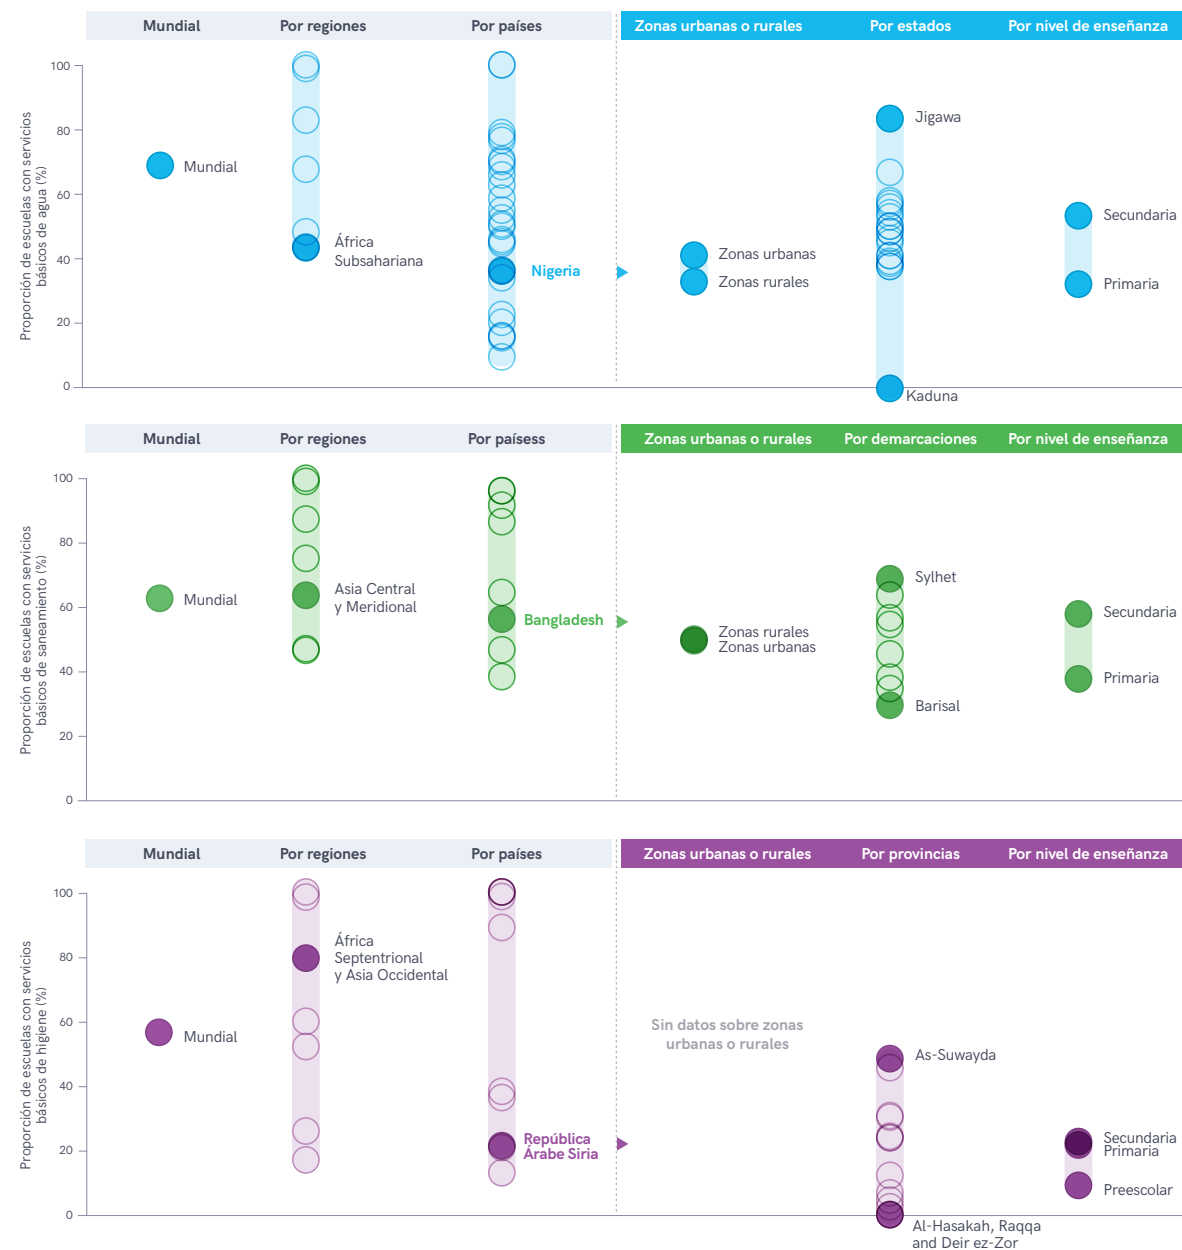 Mundial
Por regiones
Por países
Zonas urbanas o rurales
Por estados
Por nivel de enseñanza
Proporción de escuelas con servicios
básicos de agua (%)
100
80
60
40
20
0
Mundial
África
Subsahariana
Nigeria
Zonas urbanas
Zonas rurales
Jigawa
Kaduna
Secundaria
Primaria
Mundial
Por regiones
Por paísess
Zonas urbanas o rurales
Por demarcaciones
Por nivel de enseñanza
Proporción de escuelas con servicios
básicos de saneamiento (%)
100
80
60
40
20
0
Mundial
Asia Central
y Meridional
Bangladesh
Zonas rurales
Zonas urbanas
Sylhet
Barisal
Secundaria
Primaria
Mundial
Por regiones
Por países
Zonas urbanas o rurales
Por provincias
Por nivel de enseñanza
Proporción de escuelas con servicios
básicos de higiene (%)
100
80
60
40
20
0
Mundial
África
Septentrional
y Asia Occidental
República
Árabe Siria
Sin datos sobre zonas
urbanas o rurales
As-Suwayda
Al-Hasakah, Raqqa
and Deir ez-Zor
Secundaria
Primaria
Preescolar